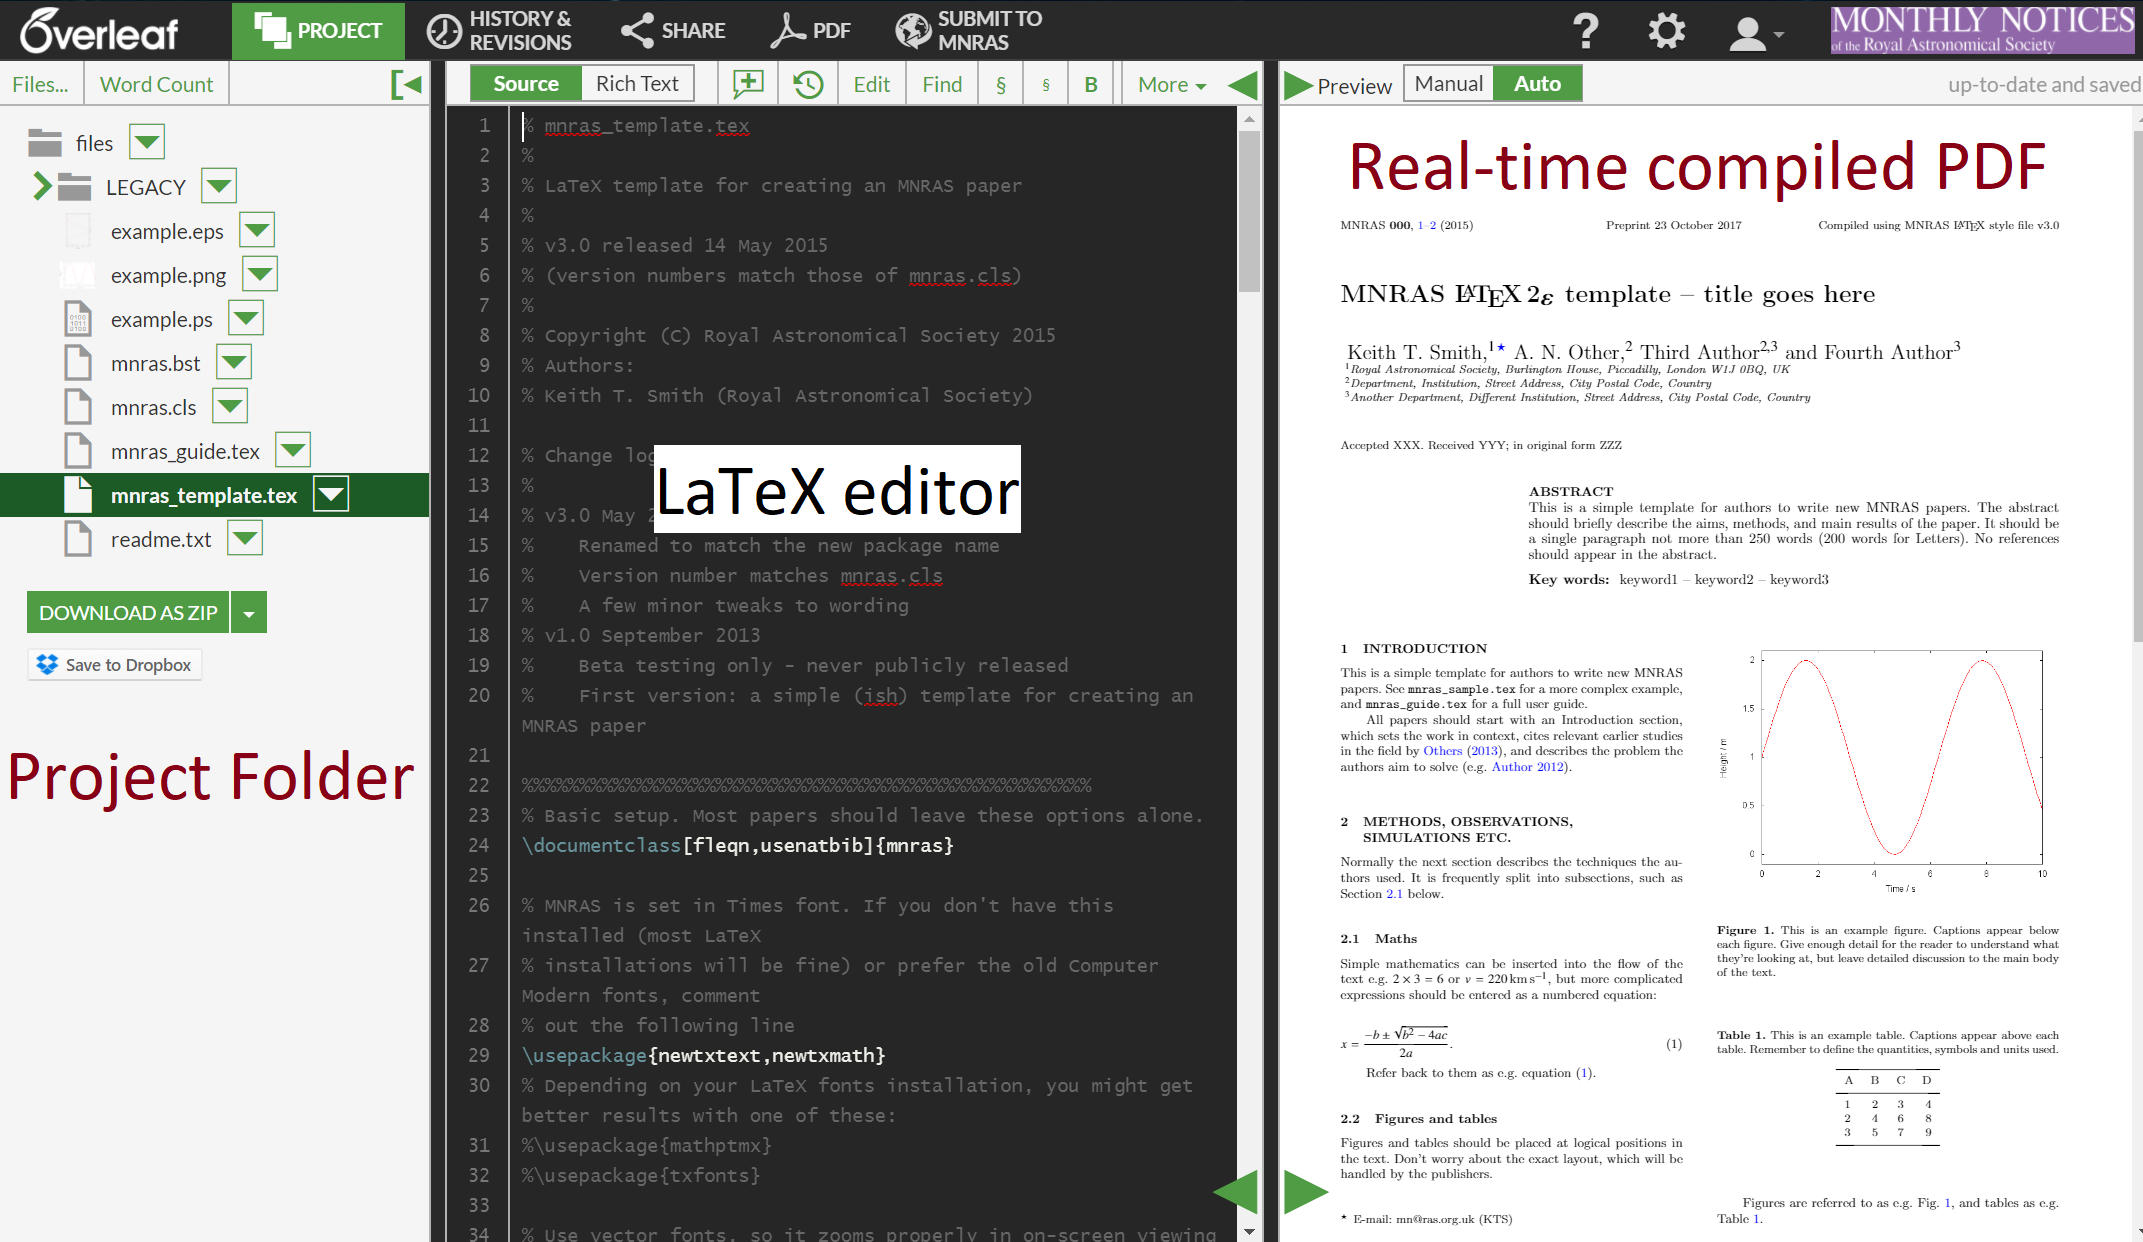 Overleaf
PROJECT
HISTORY &
REVISIONS
SHARE
PDF
SUBMIT TO
MNRAS
?
MONTHLY NOTICES
of the Royal Astronomical Society
Files...
Word Count
Source
Rich Text
Edit
Find
§
§
B
More
Preview
Manual
Auto
up-to-date and saved
files
LEGACY
example.eps
example.png
example.ps
mnras.bst
mnras.cls
mnras_guide.tex
mnras_template.tex
readme.txt
DOWNLOAD AS ZIP
Save to Dropbox
Project Folder
1 % mnras_template.tex
2 %
3 % LaTeX template for creating an MNRAS paper
4 %
5 % v3.0 released 14 May 2015
6 % (version numbers match those of mnras.cls)
7 %
8 % Copyright (C) Royal Astronomical Society 2015
9 % Authors:
10 % Keith T. Smith (Royal Astronomical Society)
11
12 % Change log
13 %
14 % v3.0 May 2
LaTeX editor
15 %    Renamed to match the new package name
16 %    Version number matches mnras.cls
17 %    A few minor tweaks to wording
18 % v1.0 September 2013
19 %    Beta testing only - never publicly released
20 %    First version: a simple (ish) template for creating an
MNRAS paper
21
22 %%%%%%%%%%%%%%%%%%%%%%%%%%%%%%%%%%%%%%%%%%%%%%%%%%
23 % Basic setup. Most papers should leave these options alone.
24 \documentclass[fleqn,usenatbib]{mnras}
25
26 % MNRAS is set in Times font. If you don't have this
installed (most LaTeX
27 % installations will be fine) or prefer the old Computer
Modern fonts, comment
28 % out the following line
29 \usepackage{newtxtext,newtxmath}
30 % Depending on your LaTeX fonts installation, you might get
better results with one of these:
31 %\usepackage{mathptmx}
32 %\usepackage{txfonts}
33
34 % Use vector fonts, so it zooms properly in on-screen viewing
Real-time compiled PDF
MNRAS 000, 1–2 (2015)
Preprint 23 October 2017
Compiled using MNRAS LATEX style file v3.0
MNRAS LATEX 2ε template – title goes here
Keith T. Smith,1★ A. N. Other,2 Third Author2,3 and Fourth Author3
1Royal Astronomical Society, Burlington House, Piccadilly, London W1J 0BQ, UK
2Department, Institution, Street Address, City Postal Code, Country
3Another Department, Different Institution, Street Address, City Postal Code, Country
Accepted XXX. Received YYY; in original form ZZZ
ABSTRACT
This is a simple template for authors to write new MNRAS papers. The abstract
should briefly describe the aims, methods, and main results of the paper. It should be
a single paragraph not more than 250 words (200 words for Letters). No references
should appear in the abstract.
Key words: keyword1 – keyword2 – keyword3
1 INTRODUCTION
This is a simple template for authors to write new MNRAS
papers. See mnras_sample.tex for a more complex example,
and mnras_guide.tex for a full user guide.
All papers should start with an Introduction section,
which sets the work in context, cites relevant earlier studies
in the field by Others (2013), and describes the problem the
authors aim to solve (e.g. Author 2012).
2 METHODS, OBSERVATIONS,
SIMULATIONS ETC.
Normally the next section describes the techniques the au-
thors used. It is frequently split into subsections, such as
Section 2.1 below.
2.1 Maths
Simple mathematics can be inserted into the flow of the
text e.g. 2 × 3 = 6 or v = 220 km s−1, but more complicated
expressions should be entered as a numbered equation:
x = −b ± √b2 − 4ac / 2a . (1)
Refer back to them as e.g. equation (1).
2.2 Figures and tables
Figures and tables should be placed at logical positions in
the text. Don't worry about the exact layout, which will be
handled by the publishers.
★ E-mail: mn@ras.org.uk (KTS)
2
1.5
1
0.5
0
Height / m
0 2 4 6 8 10
Time / s
Figure 1. This is an example figure. Captions appear below
each figure. Give enough detail for the reader to understand what
they're looking at, but leave detailed discussion to the main body
of the text.
Table 1. This is an example table. Captions appear above each
table. Remember to define the quantities, symbols and units used.
A B C D
1 2 3 4
2 4 6 8
3 5 7 9
Figures are referred to as e.g. Fig. 1, and tables as e.g.
Table 1.